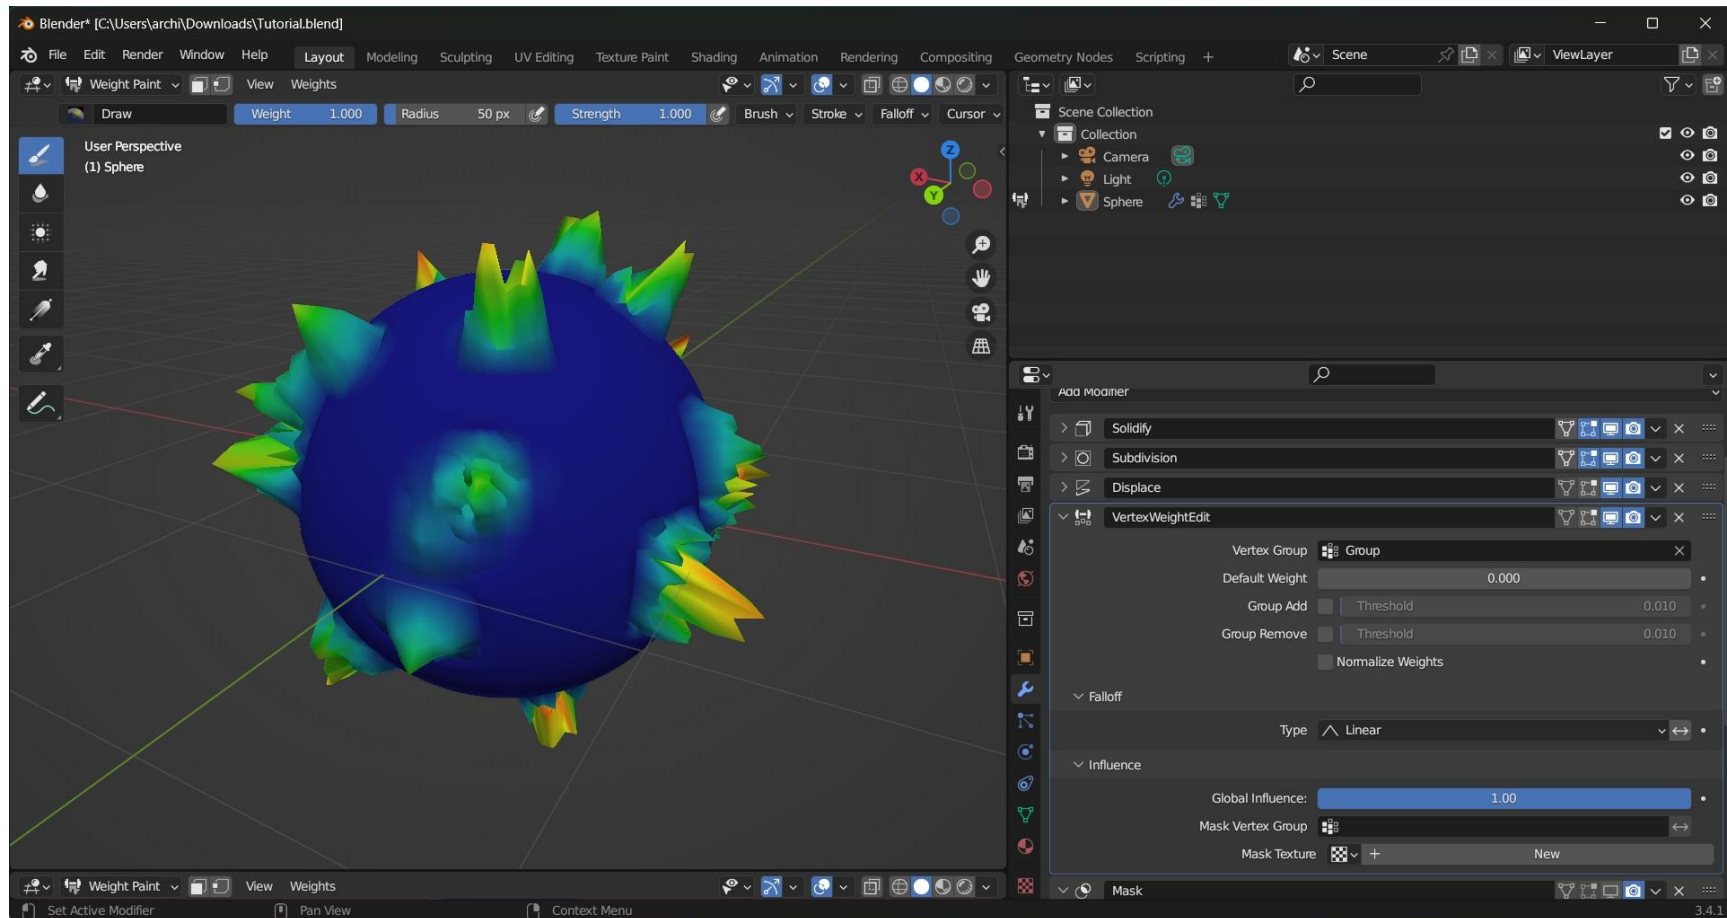 Blender* [C:\Users\archi\Downloads\Tutorial.blend]
File Edit Render Window Help Layout Modeling Sculpting UV Editing Texture Paint Shading Animation Rendering Compositing Geometry Nodes Scripting + Scene ViewLayer
Weight Paint View Weights
Draw Weight 1.000 Radius 50 px Strength 1.000 Brush Stroke Falloff Cursor
User Perspective
(1) Sphere
Z
X
Y
Scene Collection
Collection
Camera
Light
Sphere
Add Modifier
Solidify
Subdivision
Displace
VertexWeightEdit
Vertex Group Group
Default Weight 0.000
Group Add Threshold 0.010
Group Remove Threshold 0.010
Normalize Weights
Falloff
Type Linear
Influence
Global Influence: 1.00
Mask Vertex Group
Mask Texture + New
Mask
Weight Paint View Weights
Set Active Modifier Pan View Context Menu 3.4.1